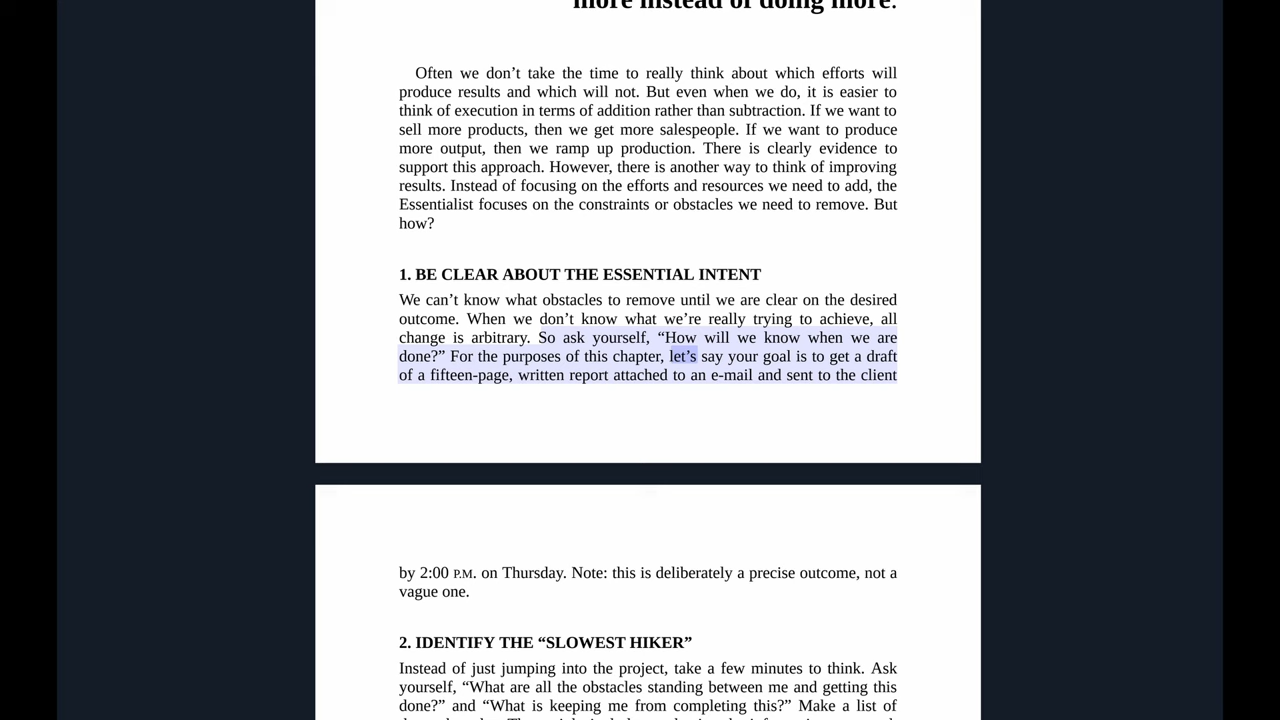 more instead of doing more.
Often we don’t take the time to really think about which efforts will
produce results and which will not. But even when we do, it is easier to
think of execution in terms of addition rather than subtraction. If we want to
sell more products, then we get more salespeople. If we want to produce
more output, then we ramp up production. There is clearly evidence to
support this approach. However, there is another way to think of improving
results. Instead of focusing on the efforts and resources we need to add, the
Essentialist focuses on the constraints or obstacles we need to remove. But
how?
1. BE CLEAR ABOUT THE ESSENTIAL INTENT
We can’t know what obstacles to remove until we are clear on the desired
outcome. When we don’t know what we’re really trying to achieve, all
change is arbitrary. So ask yourself, “How will we know when we are
done?” For the purposes of this chapter, let’s say your goal is to get a draft
of a fifteen-page, written report attached to an e-mail and sent to the client
by 2:00 P.M. on Thursday. Note: this is deliberately a precise outcome, not a
vague one.
2. IDENTIFY THE “SLOWEST HIKER”
Instead of just jumping into the project, take a few minutes to think. Ask
yourself, “What are all the obstacles standing between me and getting this
done?” and “What is keeping me from completing this?” Make a list of